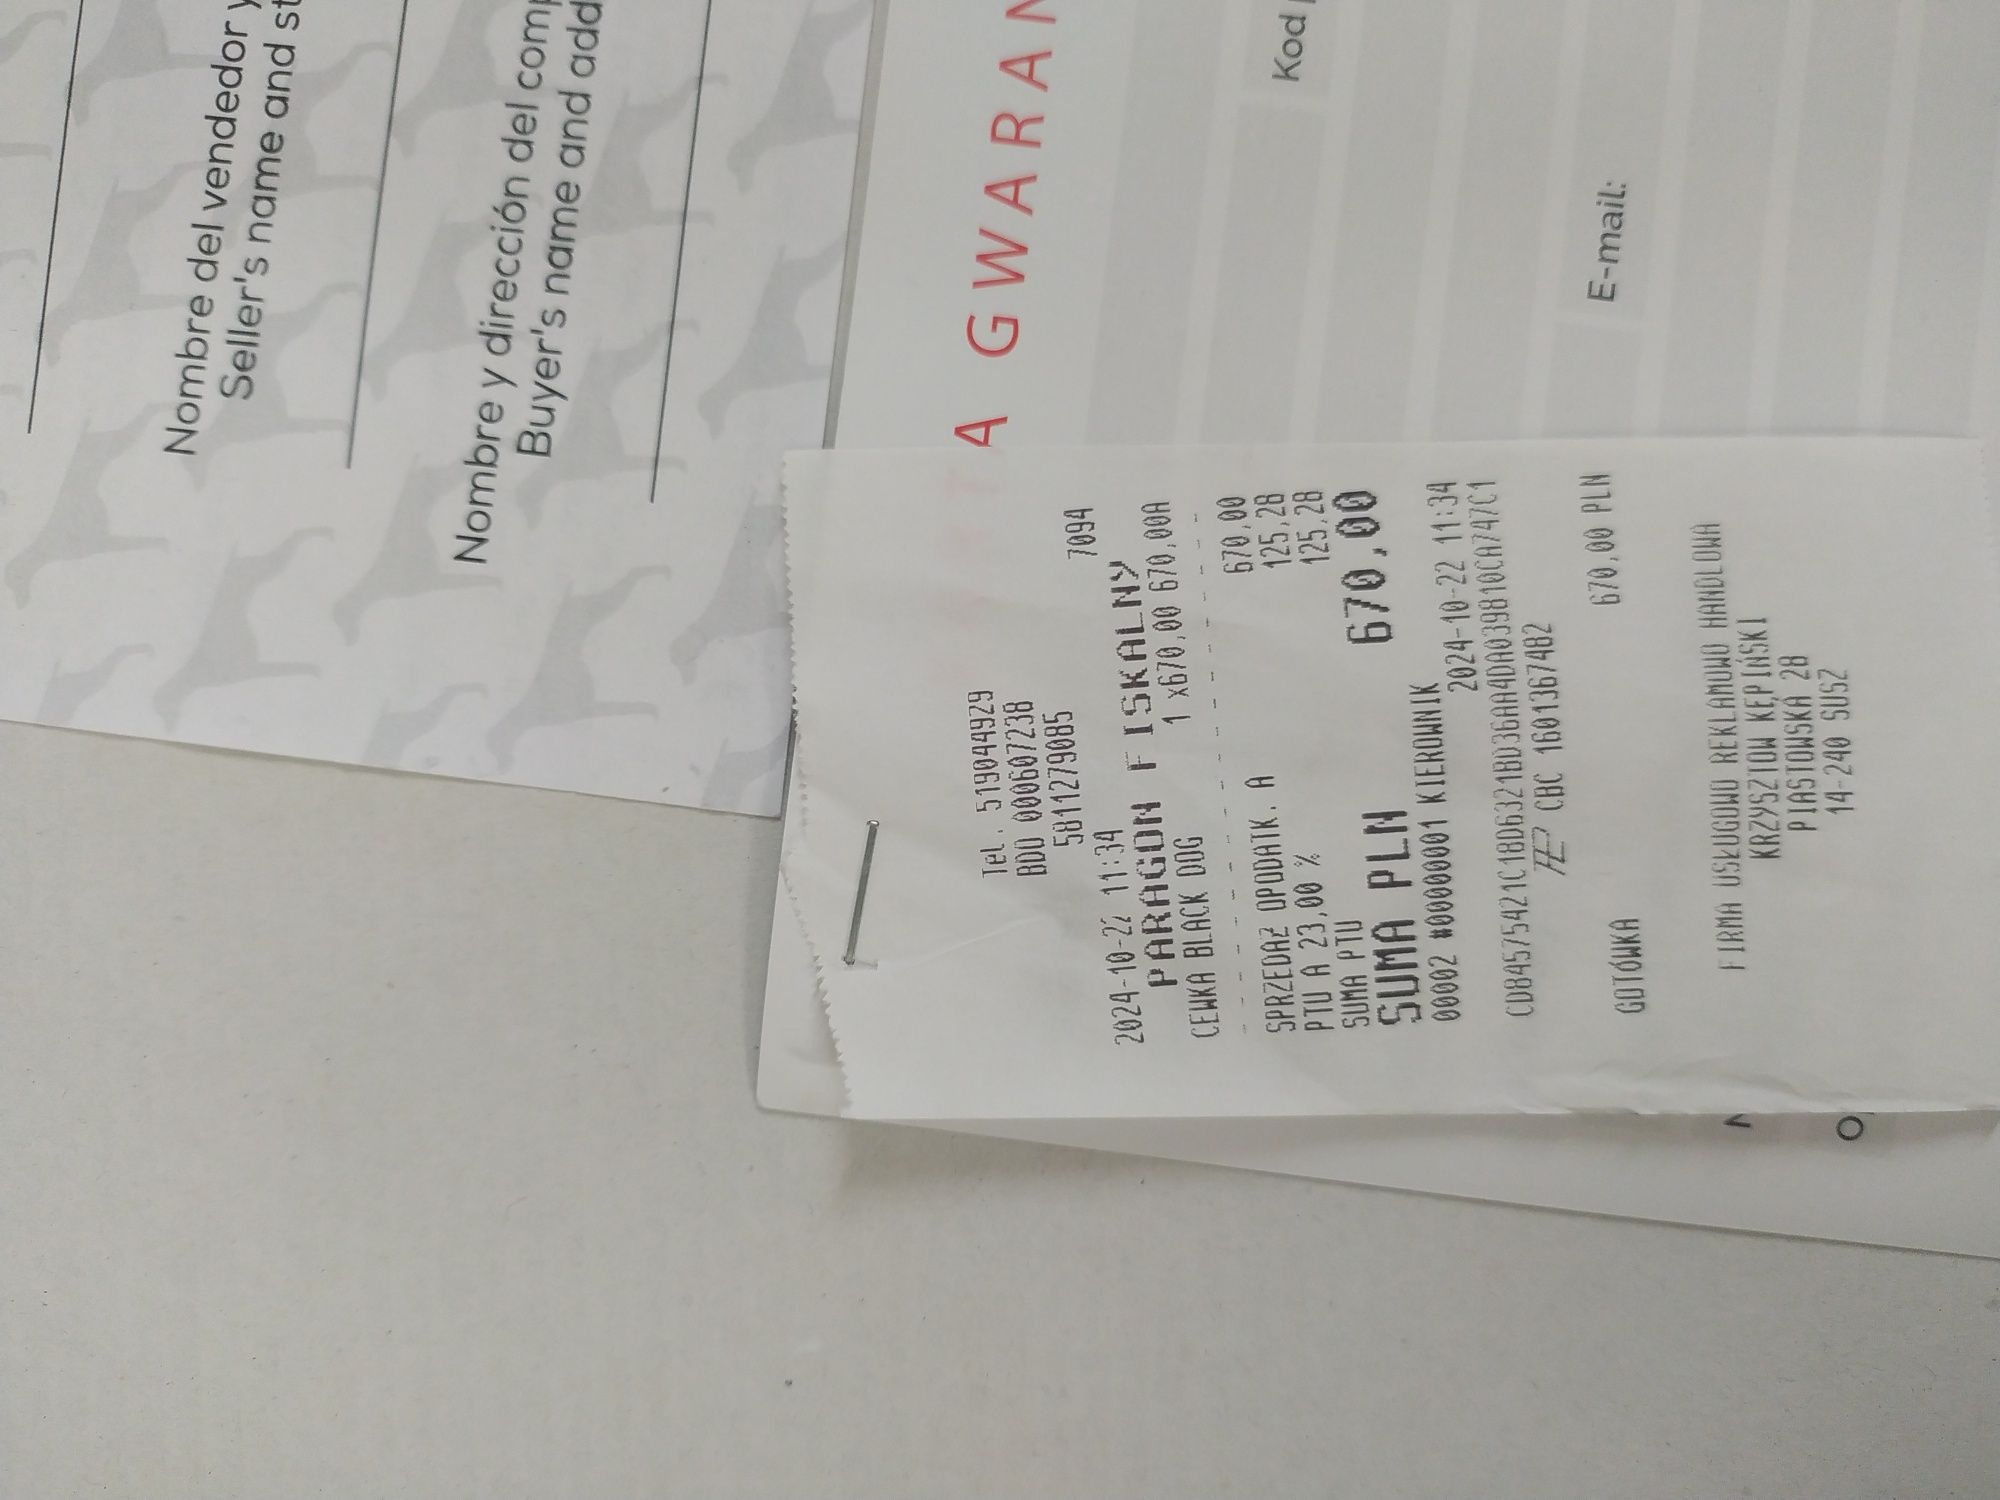 Nombre del vendedor y
Seller's name and st
Nombre y dirección del comp
Buyer's name and add
A GWARAN
Kod
E-mail:
Tel. 519044929
BDO 000607238
5811279085
7094
2024-10-22 11:34
PARAGON FISKALNY
CEWKA BLACK DOG 1 x670,00 670,00A
SPRZEDAŻ OPODATK. A 670,00
PTU A 23,00 % 125,28
SUMA PTU 125,28
SUMA PLN 670,00
00002 #00000001 KIEROWNIK 2024-10-22 11:34
CD84575421C18D6321BD36AA4DA039810CA747C1
CBC 1601367482
GOTÓWKA 670,00 PLN
FIRMA USŁUGOWO REKLAMOWO HANDLOWA
KRZYSZTOW KĘPIŃSKI
PIASTOWSKA 28
14-240 SUSZ